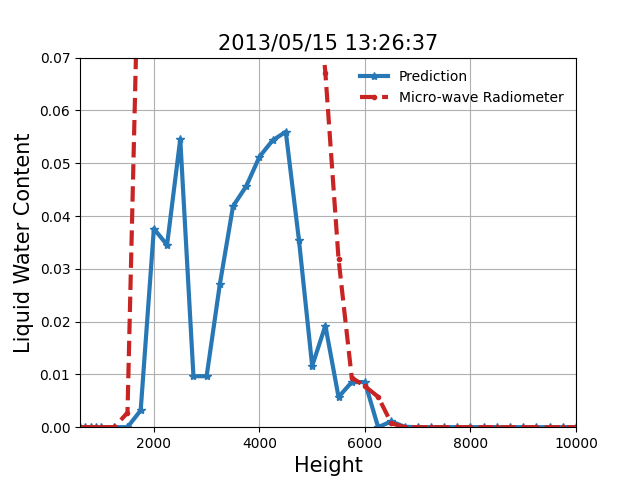 2013/05/15 13:26:37
Prediction
Micro-wave Radiometer
Liquid Water Content
0.07
0.06
0.05
0.04
0.03
0.02
0.01
0.00
2000 4000 6000 8000 10000
Height